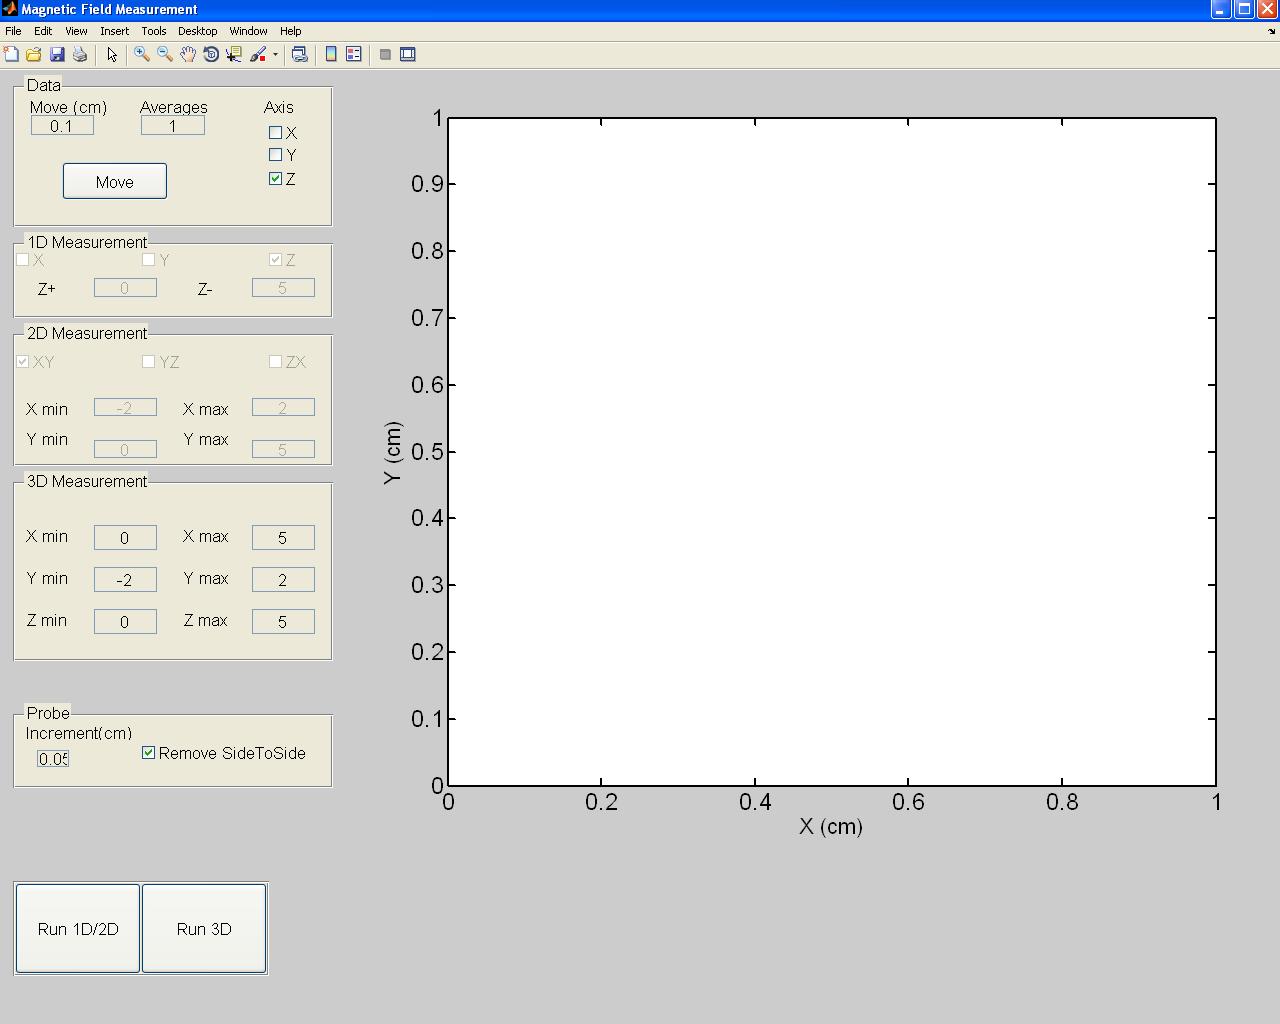 Magnetic Field Measurement
File Edit View Insert Tools Desktop Window Help
Data
Move (cm) Averages Axis
0.1 1
X
Y
Z
Move
1D Measurement
X Y Z
Z+ 0 Z- 5
2D Measurement
XY YZ ZX
X min -2 X max 2
Y min 0 Y max 5
3D Measurement
X min 0 X max 5
Y min -2 Y max 2
Z min 0 Z max 5
Probe
Increment(cm)
0.05 Remove SideToSide
Run 1D/2D Run 3D
1
0.9
0.8
0.7
0.6
0.5
0.4
0.3
0.2
0.1
0
Y (cm)
0 0.2 0.4 0.6 0.8 1
X (cm)